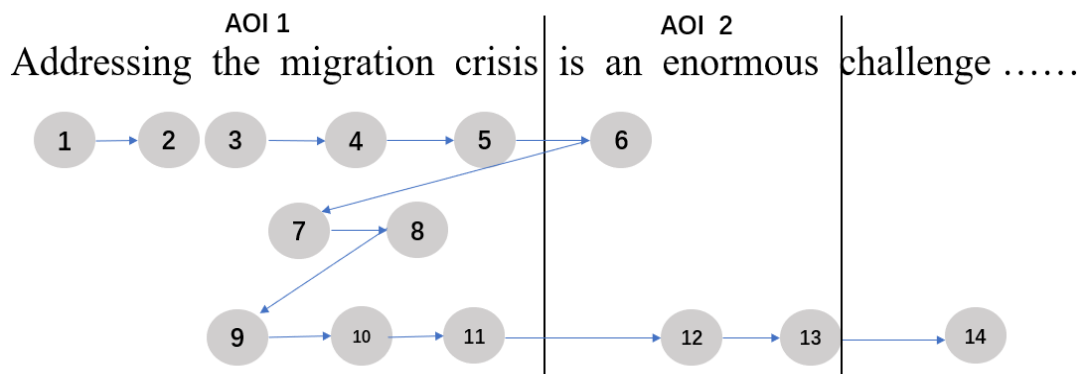 AOI 1 AOI 2
Addressing the migration crisis is an enormous challenge ……
1 2 3 4 5 6
7 8
9 10 11 12 13 14